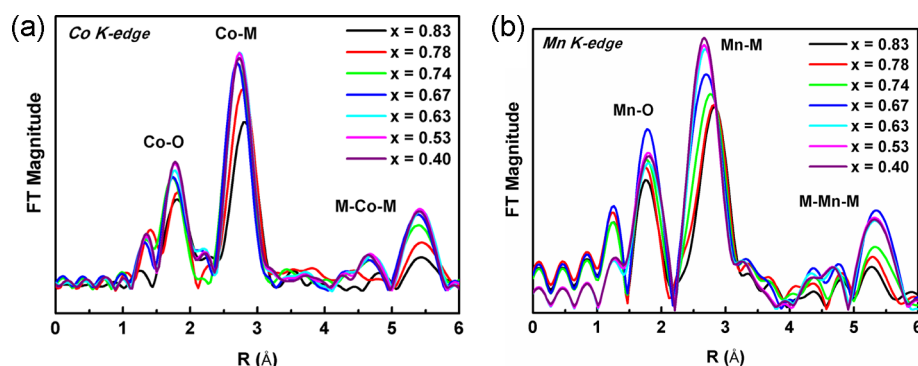 (a)
Co K-edge
Co-M
Co-O
M-Co-M
x = 0.83
x = 0.78
x = 0.74
x = 0.67
x = 0.63
x = 0.53
x = 0.40
FT Magnitude
0 1 2 3 4 5 6
R (Å)
(b)
Mn K-edge
Mn-M
Mn-O
M-Mn-M
x = 0.83
x = 0.78
x = 0.74
x = 0.67
x = 0.63
x = 0.53
x = 0.40
FT Magnitude
0 1 2 3 4 5 6
R (Å)